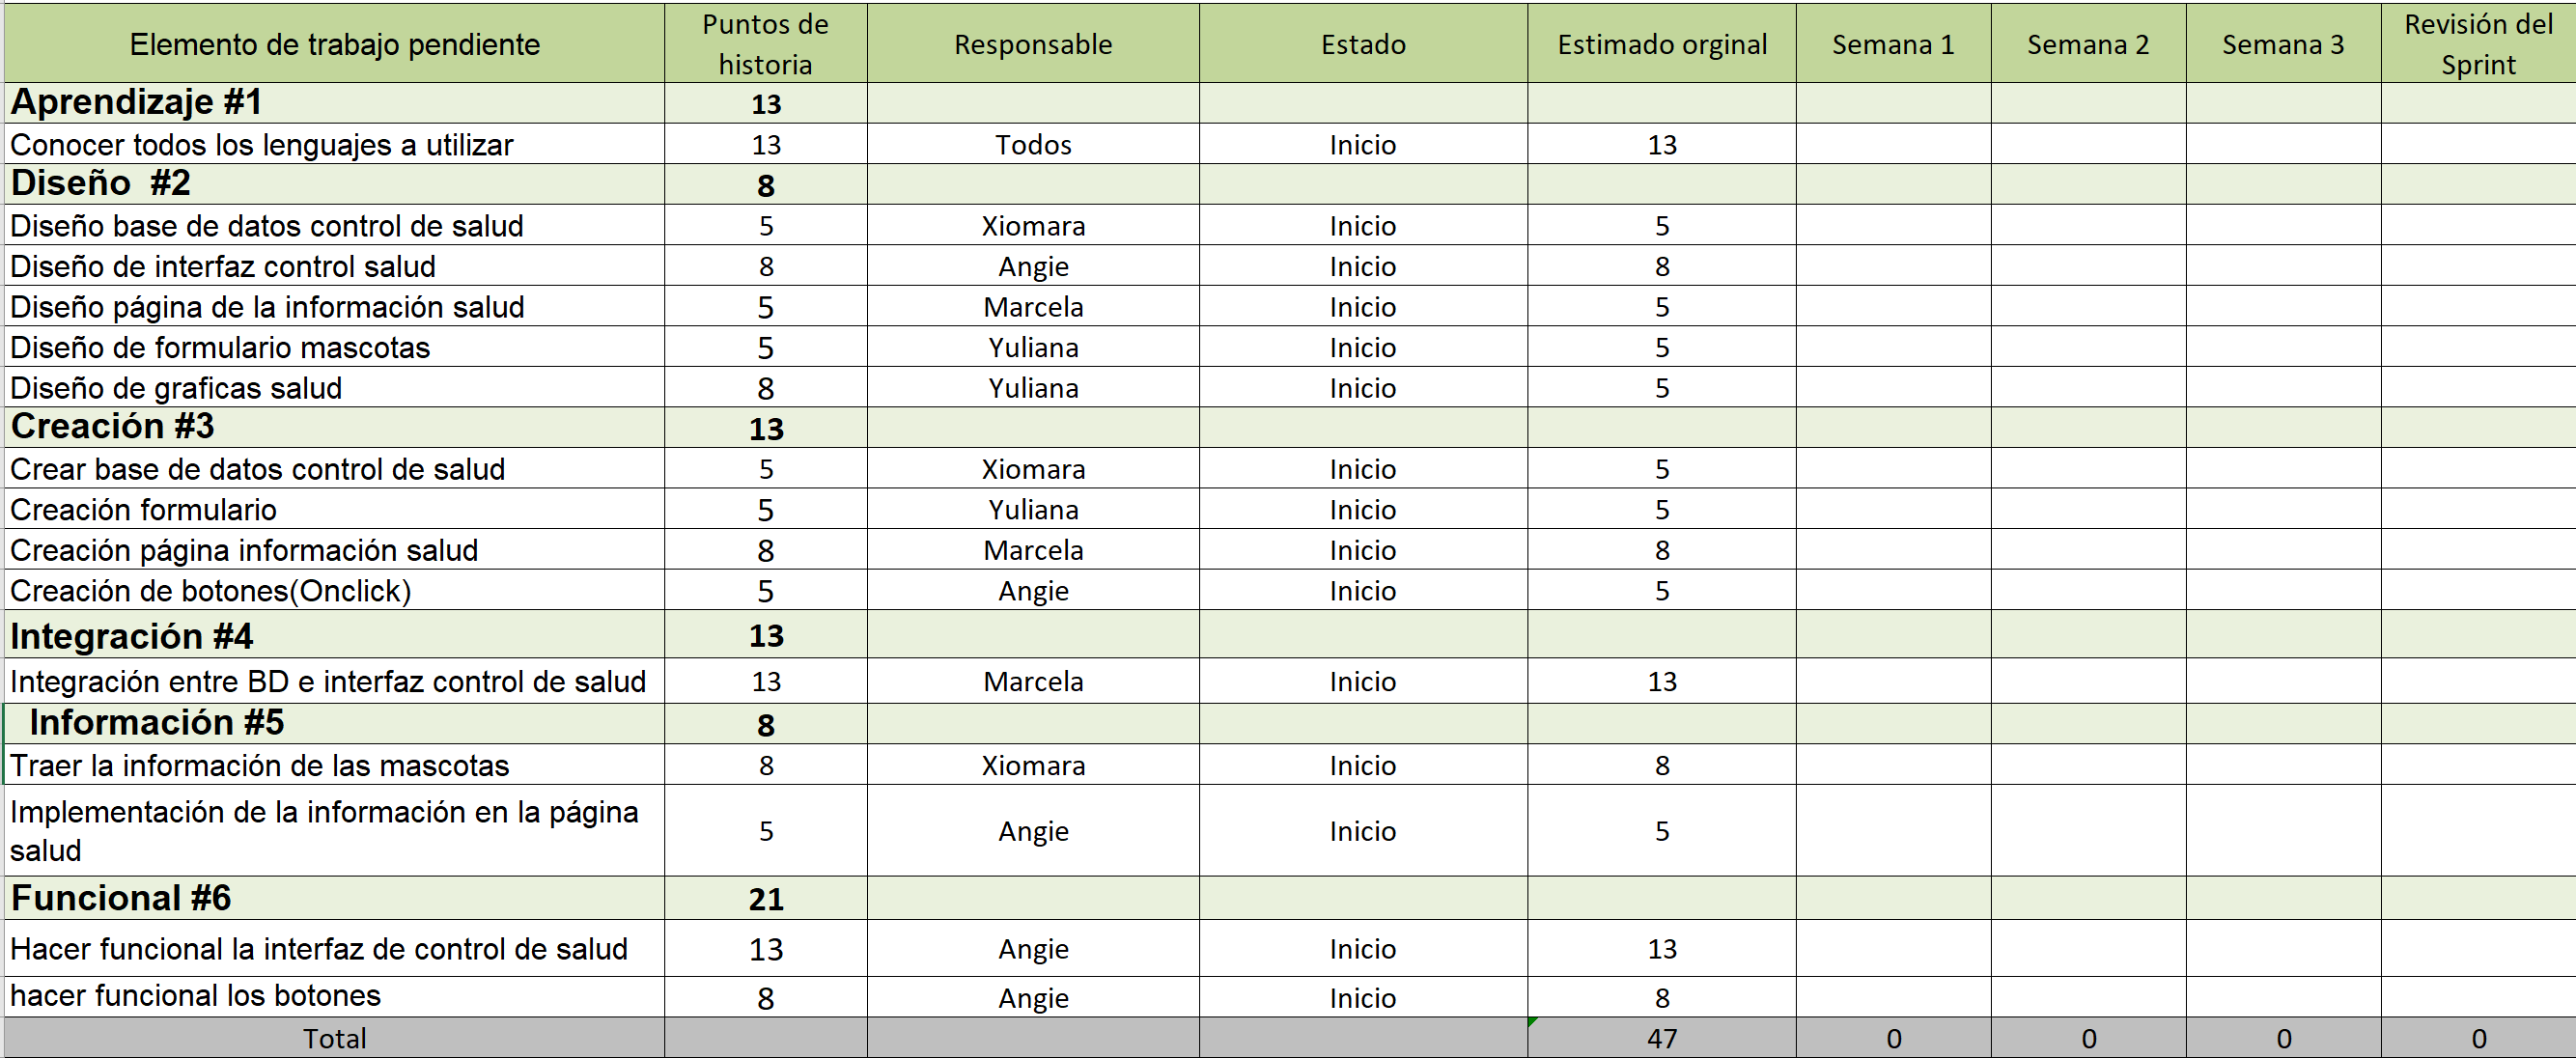 Elemento de trabajo pendiente Puntos de historia Responsable Estado Estimado orginal Semana 1 Semana 2 Semana 3 Revisión del Sprint
Aprendizaje #1 13
Conocer todos los lenguajes a utilizar 13 Todos Inicio 13
Diseño #2 8
Diseño base de datos control de salud 5 Xiomara Inicio 5
Diseño de interfaz control salud 8 Angie Inicio 8
Diseño página de la información salud 5 Marcela Inicio 5
Diseño de formulario mascotas 5 Yuliana Inicio 5
Diseño de graficas salud 8 Yuliana Inicio 5
Creación #3 13
Crear base de datos control de salud 5 Xiomara Inicio 5
Creación formulario 5 Yuliana Inicio 5
Creación página información salud 8 Marcela Inicio 8
Creación de botones(Onclick) 5 Angie Inicio 5
Integración #4 13
Integración entre BD e interfaz control de salud 13 Marcela Inicio 13
Información #5 8
Traer la información de las mascotas 8 Xiomara Inicio 8
Implementación de la información en la página salud 5 Angie Inicio 5
Funcional #6 21
Hacer funcional la interfaz de control de salud 13 Angie Inicio 13
hacer funcional los botones 8 Angie Inicio 8
Total 47 0 0 0 0